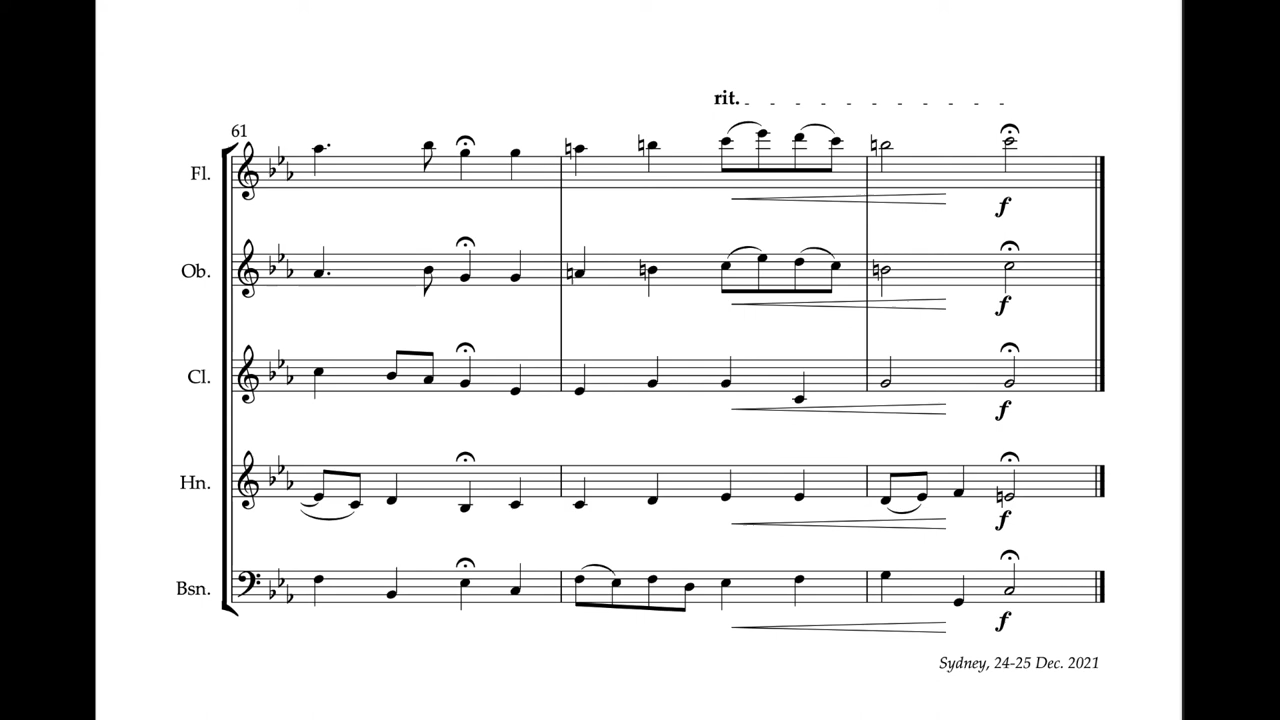 rit.
61
Fl.
f
Ob.
f
Cl.
f
Hn.
f
Bsn.
f
Sydney, 24-25 Dec. 2021